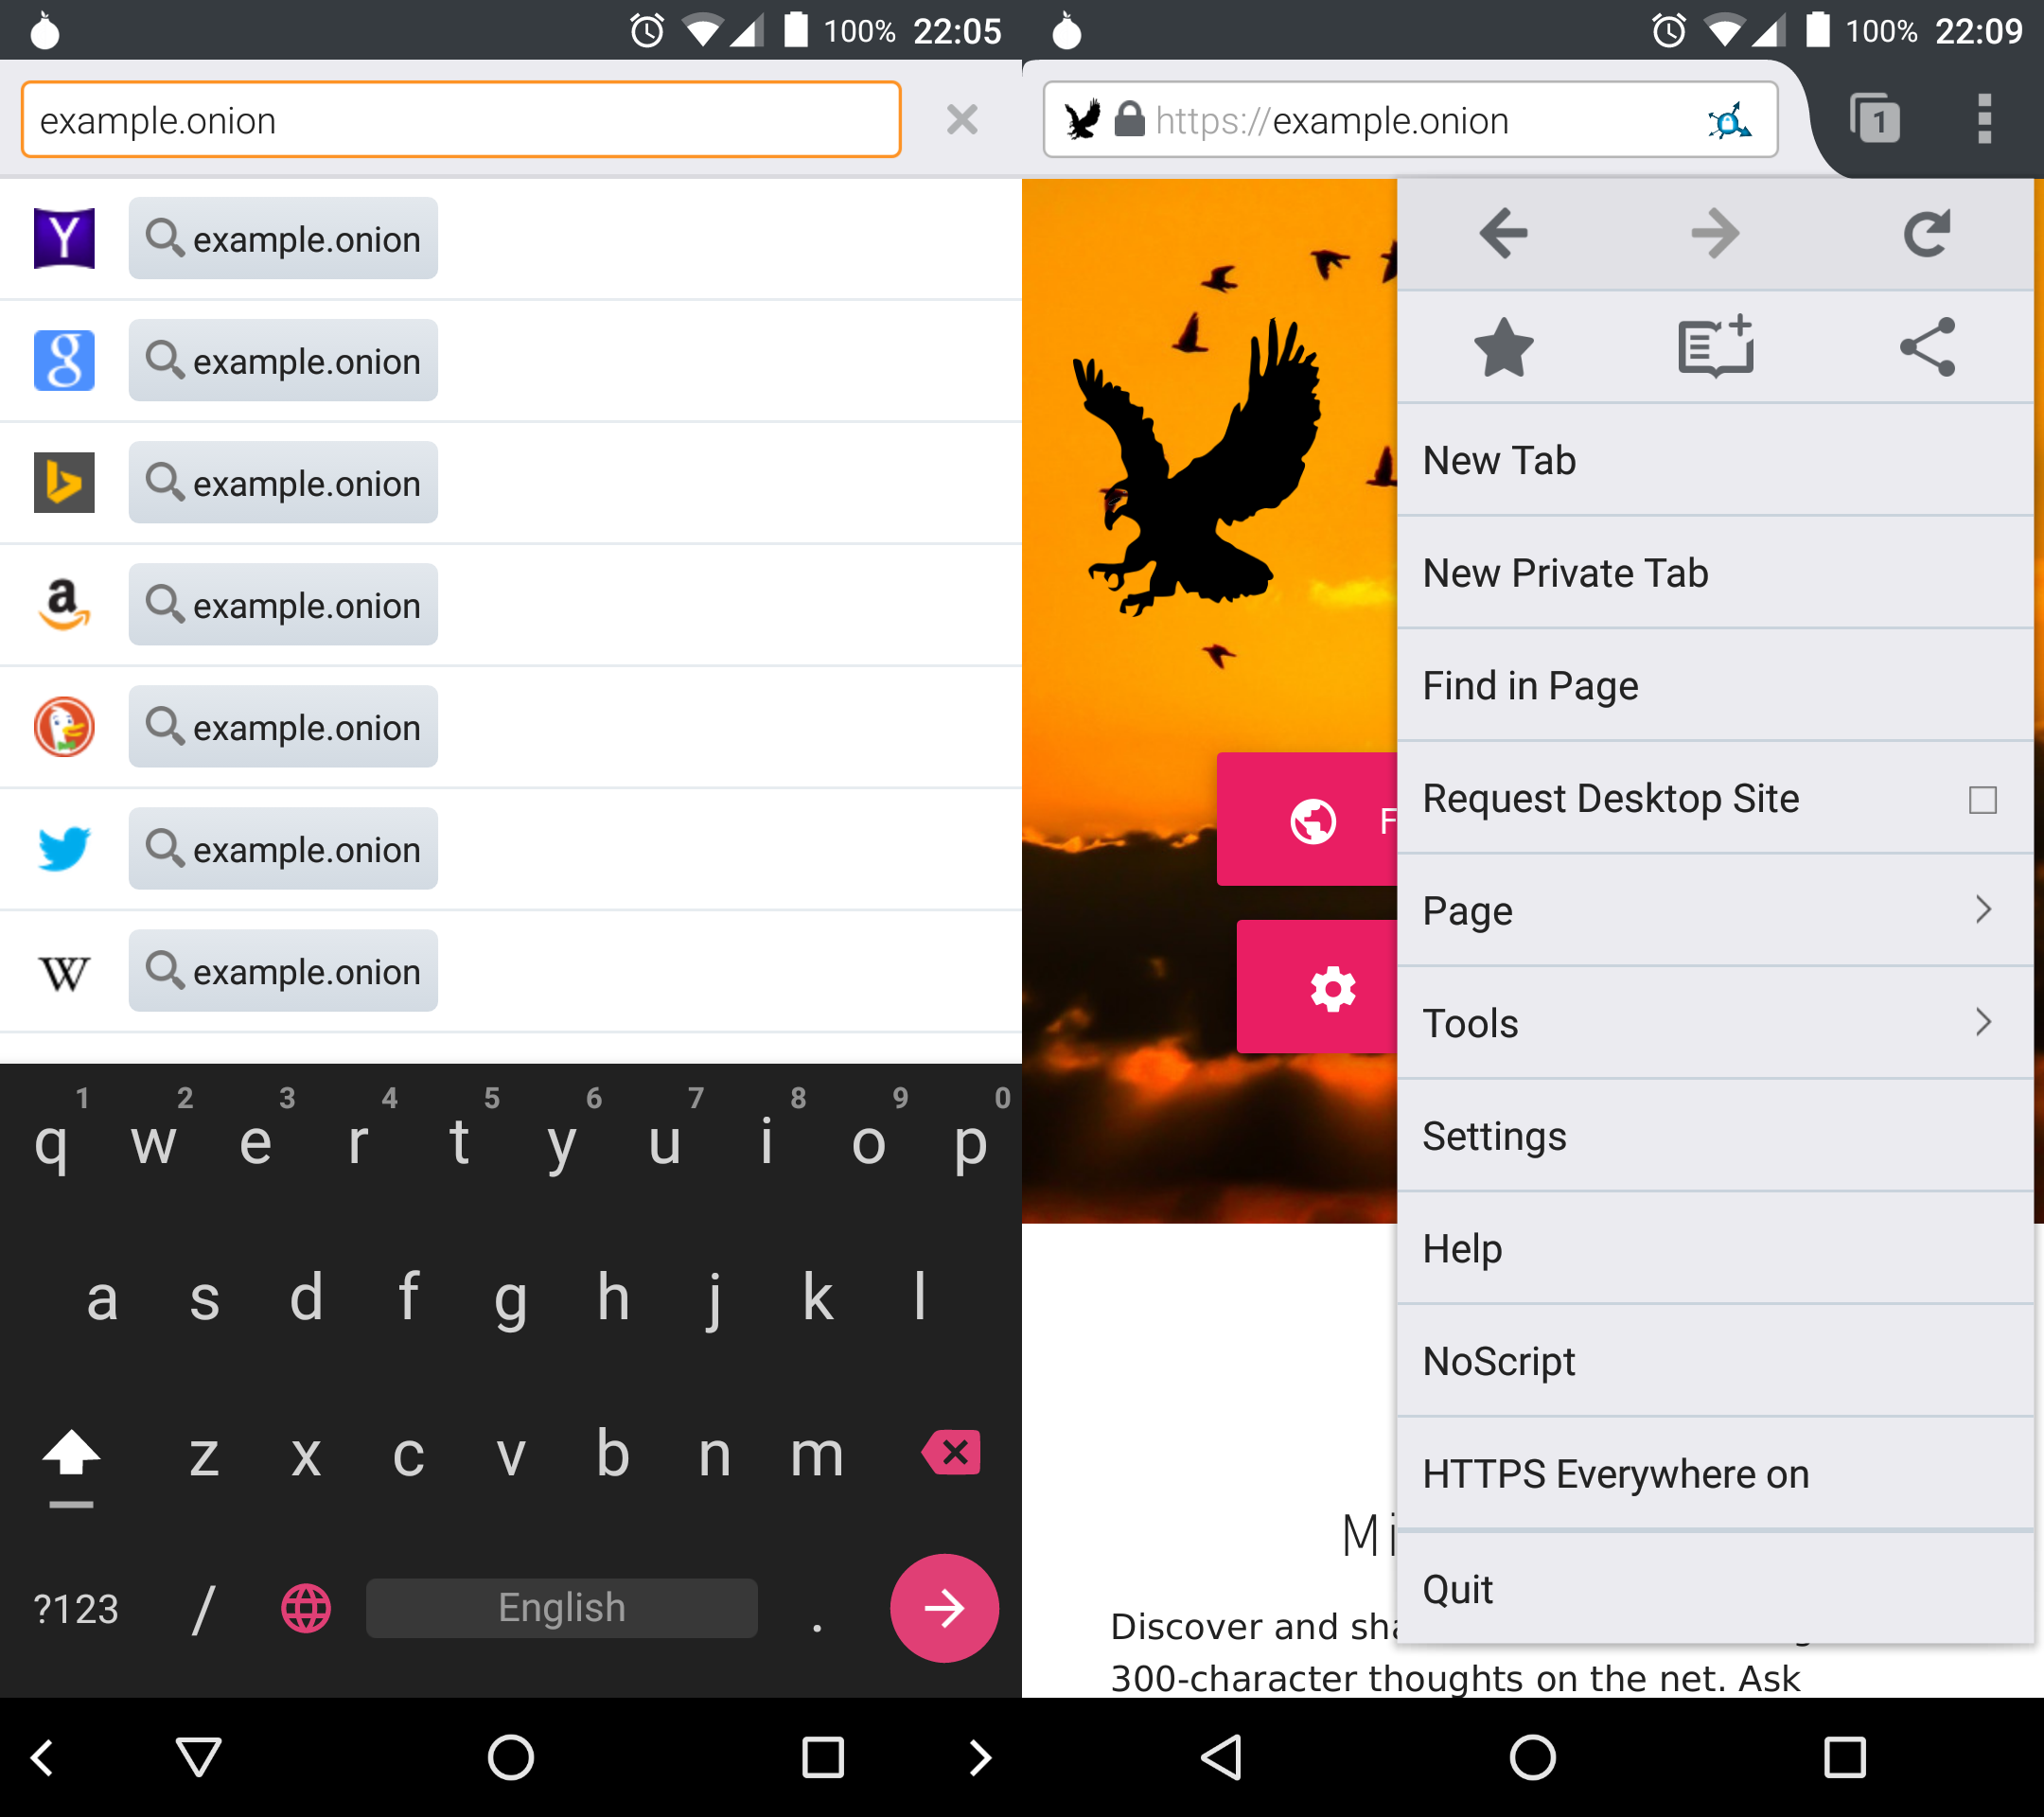 100% 22:05
example.onion
example.onion
example.onion
example.onion
example.onion
example.onion
example.onion
example.onion
1 2 3 4 5 6 7 8 9 0
q w e r t y u i o p
a s d f g h j k l
z x c v b n m
?123 / English .
100% 22:09
https://example.onion 1
New Tab
New Private Tab
Find in Page
Request Desktop Site
Page
Tools
Settings
Help
NoScript
HTTPS Everywhere on
Quit
F
Mi
Discover and sha
300-character thoughts on the net. Ask